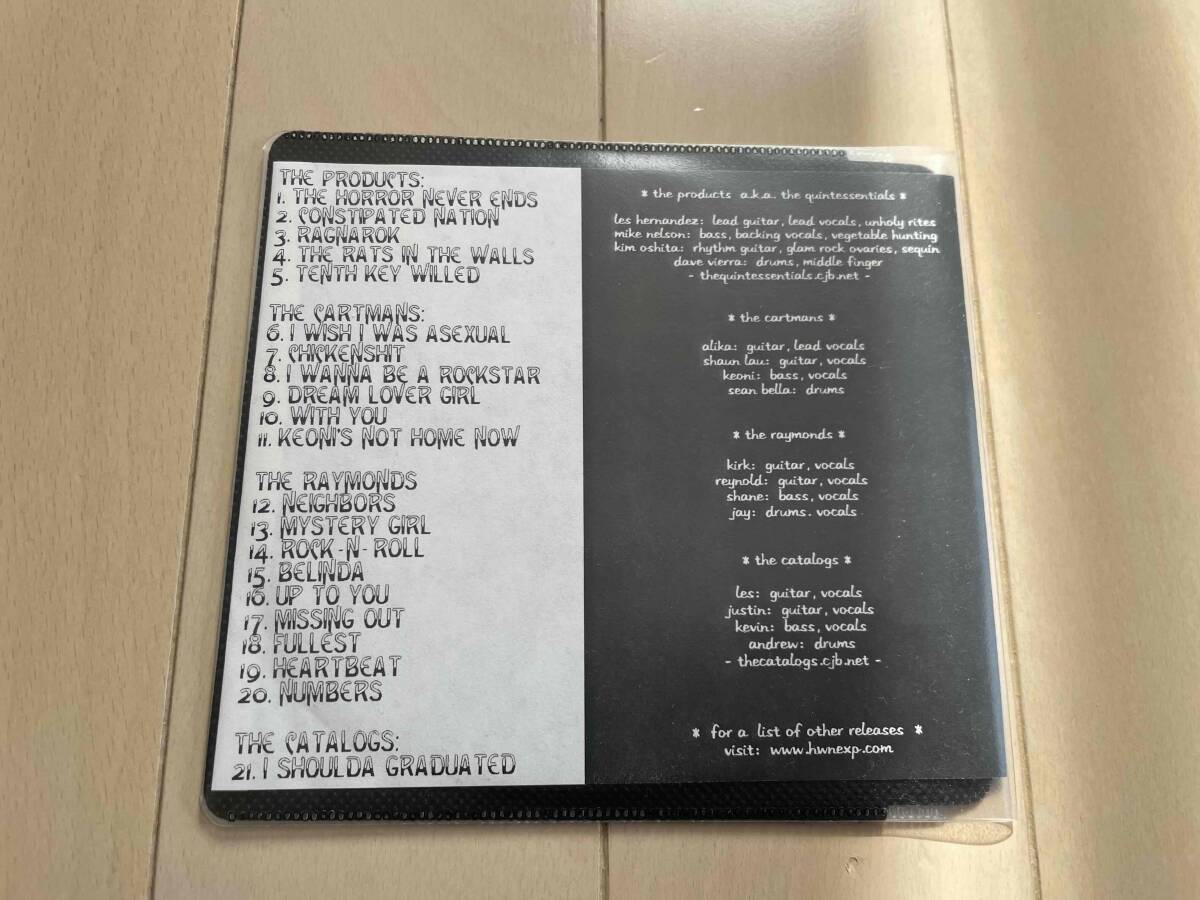 THE PRODUCTS:
1. THE HORROR NEVER ENDS
2. CONSTIPATED NATION
3. RAGNAROK
4. THE RATS IN THE WALLS
5. TENTH KEY WILLED
THE CARTMANS:
6. I WISH I WAS ASEXUAL
7. CHICKENSHIT
8. I WANNA BE A ROCKSTAR
9. DREAM LOVER GIRL
10. WITH YOU
11. KEONI'S NOT HOME NOW
THE RAYMONDS
12. NEIGHBORS
13. MYSTERY GIRL
14. ROCK-N-ROLL
15. BELINDA
16. UP TO YOU
17. MISSING OUT
18. FULLEST
19. HEARTBEAT
20. NUMBERS
THE CATALOGS:
21. I SHOULDA GRADUATED
* the products a.k.a. the quintessentials *
les hernandez: lead guitar, lead vocals, unholy rites
mike nelson: bass, backing vocals, vegetable hunting
kim oshita: rhythm guitar, glam rock ovaries, sequin
dave vierra: drums, middle finger
- thequintessentials.cjb.net -
* the cartmans *
alika: guitar, lead vocals
shaun lau: guitar, vocals
keoni: bass, vocals
sean bella: drums
* the raymonds *
kirk: guitar, vocals
reynold: guitar, vocals
shane: bass, vocals
jay: drums. vocals
* the catalogs *
les: guitar, vocals
justin: guitar, vocals
kevin: bass, vocals
andrew: drums
- thecatalogs.cjb.net -
* for a list of other releases *
visit: www.hwnexp.com